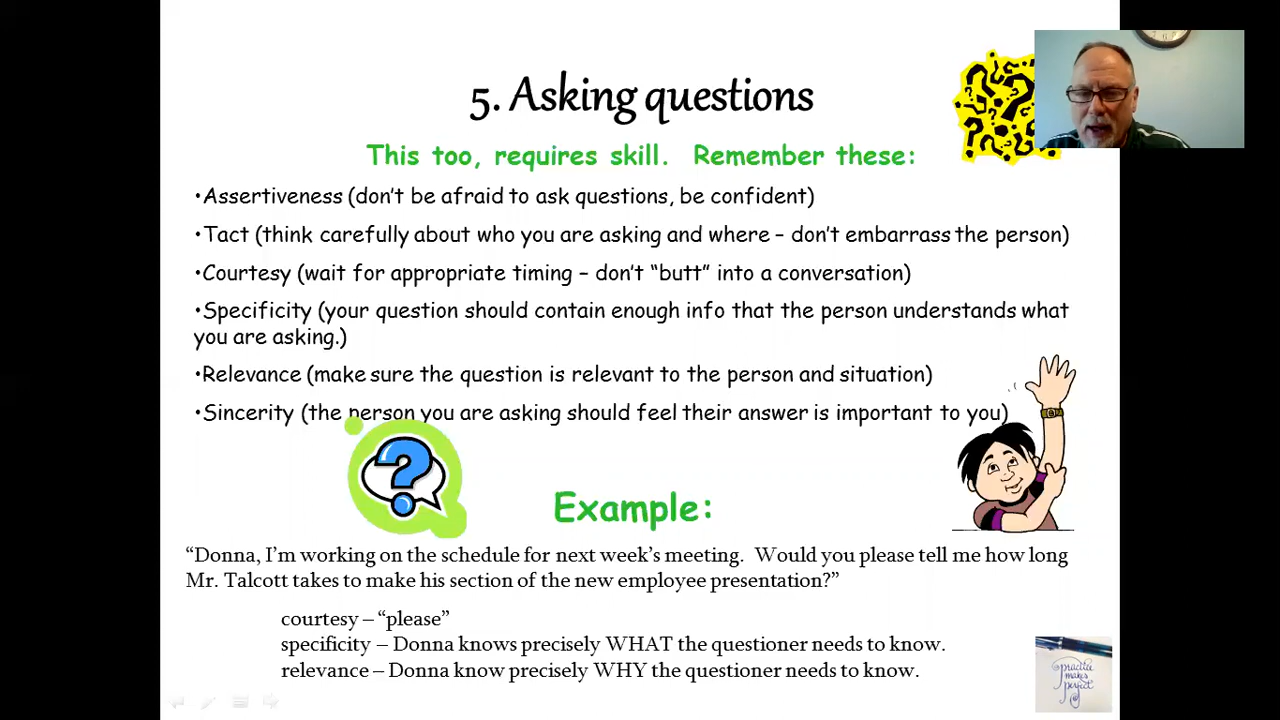 5. Asking questions
This too, requires skill. Remember these:
•Assertiveness (don't be afraid to ask questions, be confident)
•Tact (think carefully about who you are asking and where – don't embarrass the person)
•Courtesy (wait for appropriate timing – don't “butt” into a conversation)
•Specificity (your question should contain enough info that the person understands what
you are asking.)
•Relevance (make sure the question is relevant to the person and situation)
•Sincerity (the person you are asking should feel their answer is important to you)
Example:
“Donna, I’m working on the schedule for next week’s meeting. Would you please tell me how long
Mr. Talcott takes to make his section of the new employee presentation?”
courtesy – “please”
specificity – Donna knows precisely WHAT the questioner needs to know.
relevance – Donna know precisely WHY the questioner needs to know.
practice
makes
perfect